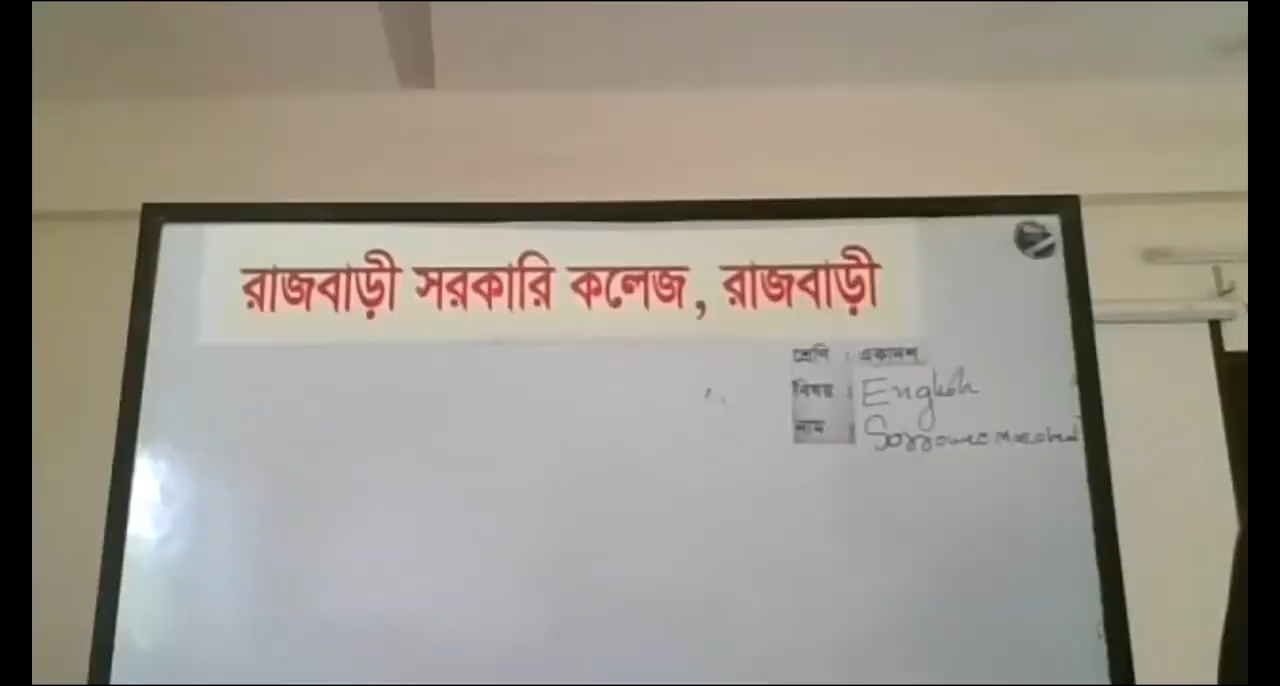 রাজবাড়ী সরকারি কলেজ, রাজবাড়ী
শ্রেণি : একাদশ
বিষয় : English
নাম :